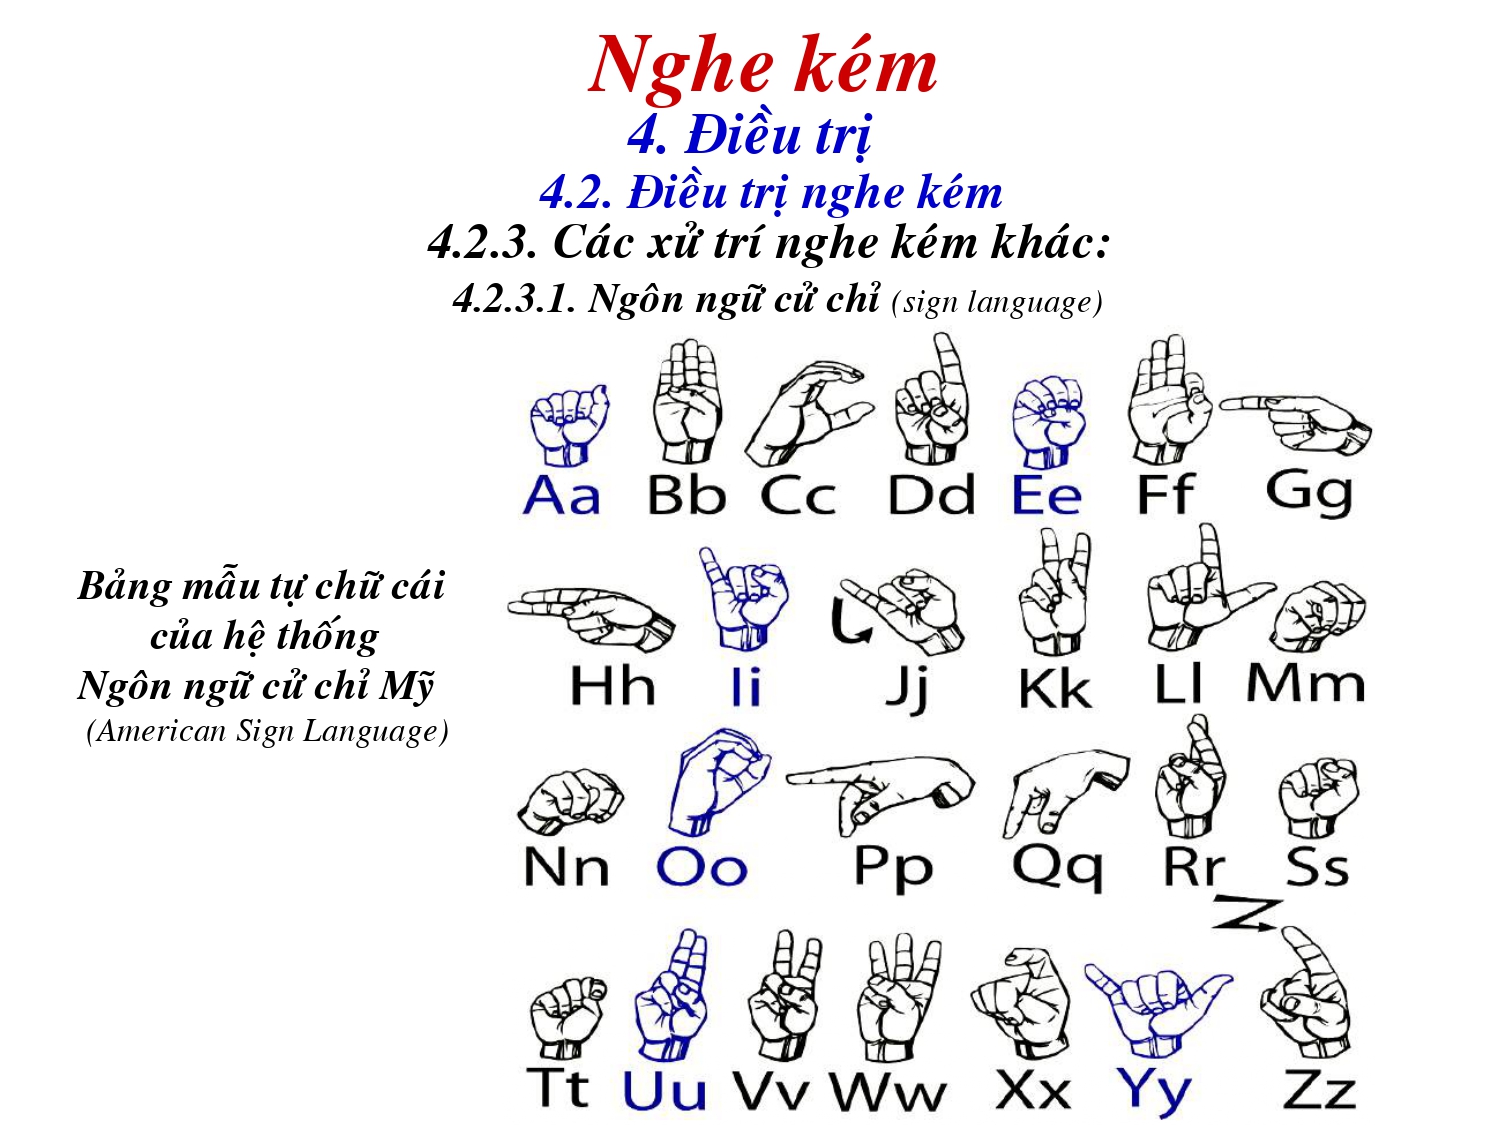 Nghe kém
4. Điều trị
4.2. Điều trị nghe kém
4.2.3. Các xử trí nghe kém khác:
4.2.3.1. Ngôn ngữ cử chỉ (sign language)
Aa Bb Cc Dd Ee Ff Gg
Bảng mẫu tự chữ cái
của hệ thống
Ngôn ngữ cử chỉ Mỹ
(American Sign Language)
Hh Ii Jj Kk Ll Mm
Nn Oo Pp Qq Rr Ss
Z
Tt Uu Vv Ww Xx Yy Zz